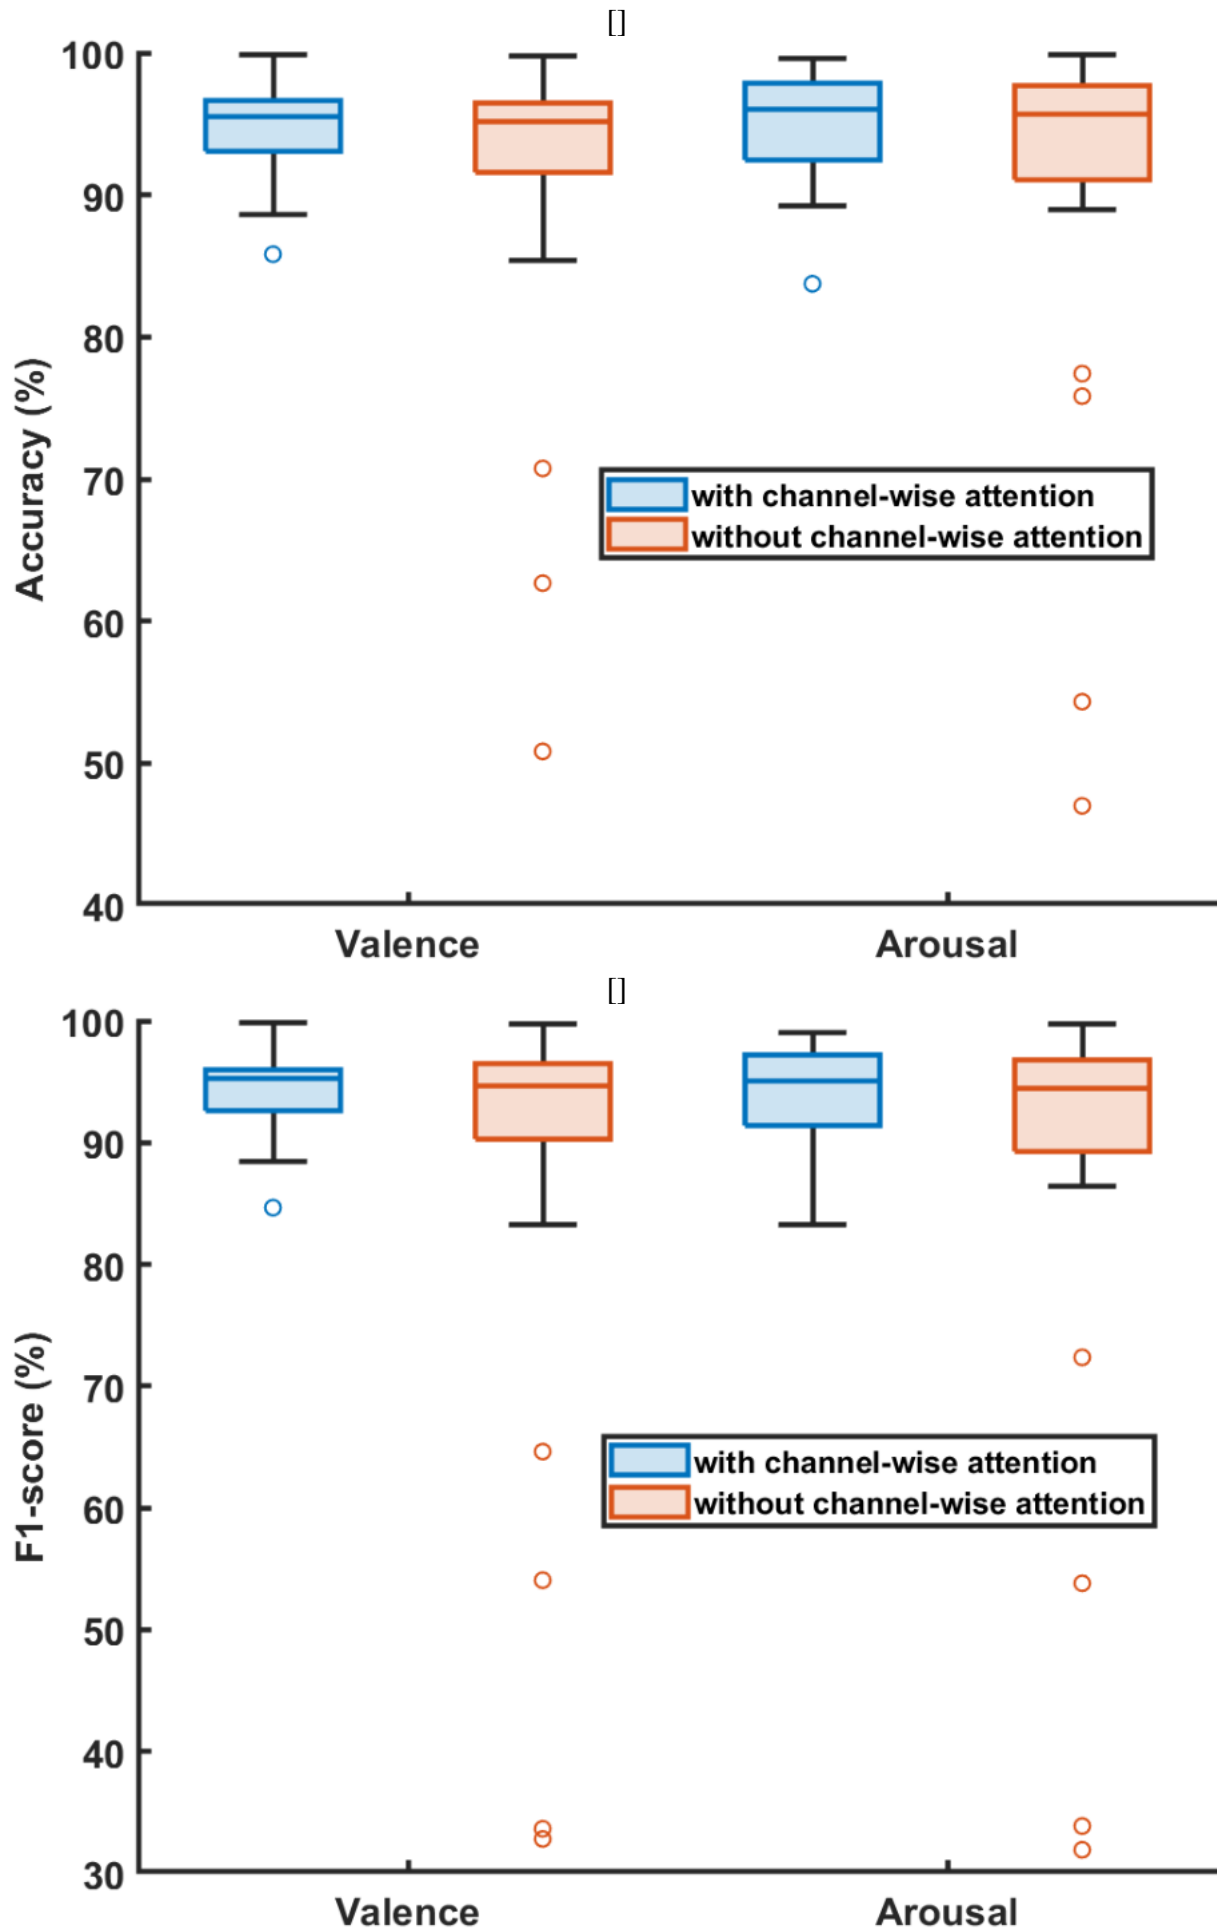 []
100
90
80
70
60
50
40
Accuracy (%)
with channel-wise attention
without channel-wise attention
Valence Arousal
[]
100
90
80
70
60
50
40
30
F1-score (%)
with channel-wise attention
without channel-wise attention
Valence Arousal